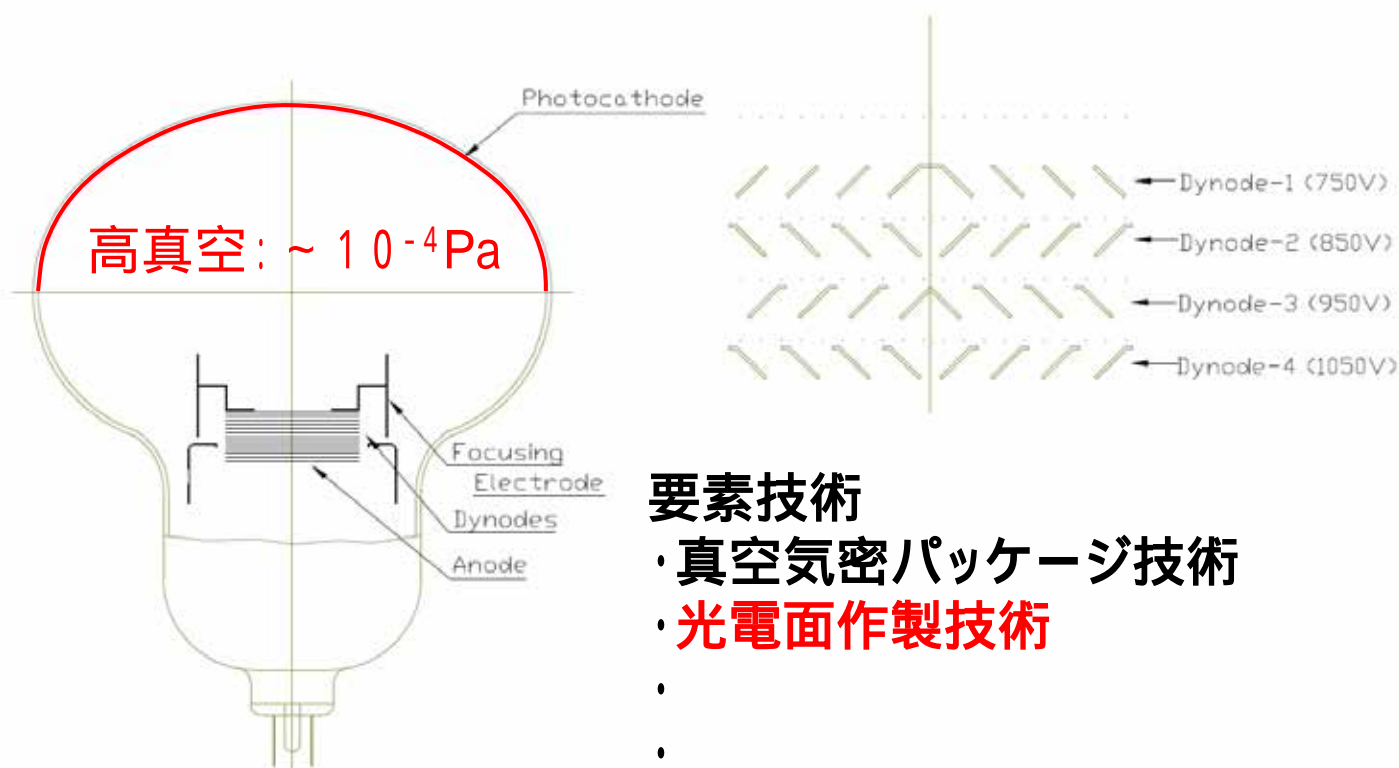 Photocathode
高真空: ~ 10⁻⁴Pa
Focusing
Electrode
Dynodes
Anode
Dynode-1 (750V)
Dynode-2 (850V)
Dynode-3 (950V)
Dynode-4 (1050V)
要素技術
・真空気密パッケージ技術
・光電面作製技術
・
・